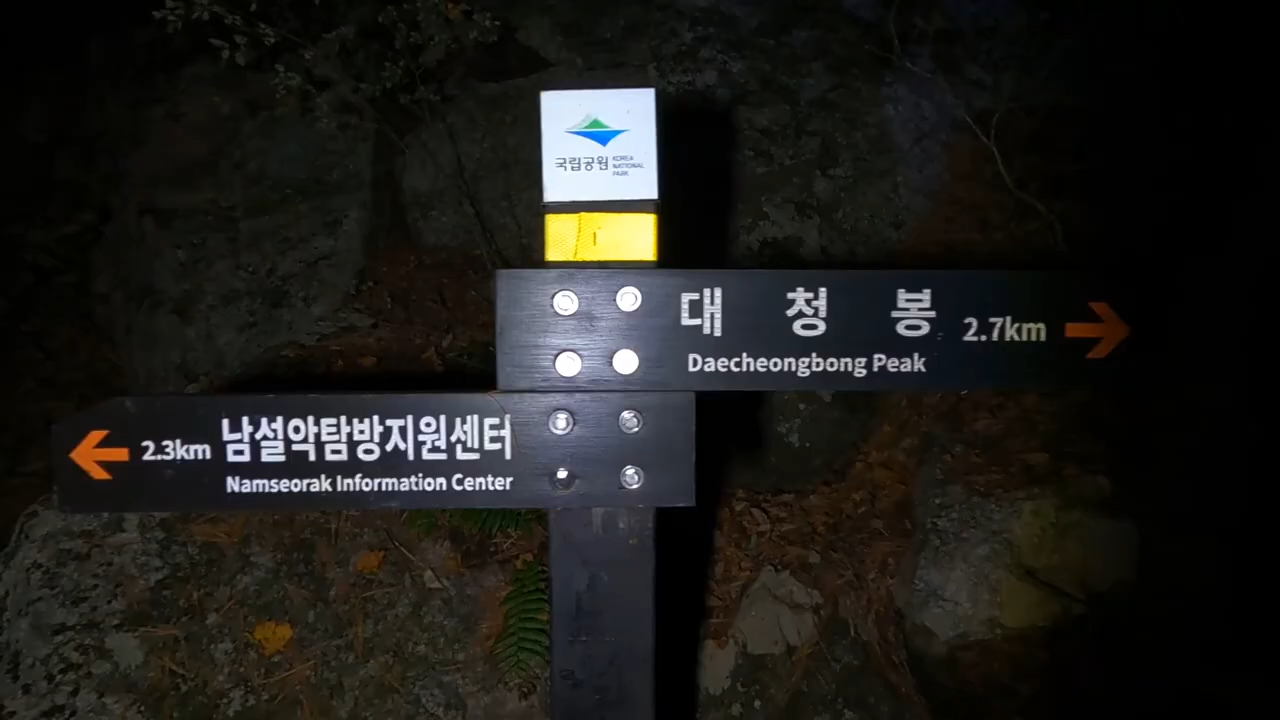 국립공원 KOREA
NATIONAL
PARK
대 청 봉 2.7km
Daecheongbong Peak
2.3km 남설악탐방지원센터
Namseorak Information Center